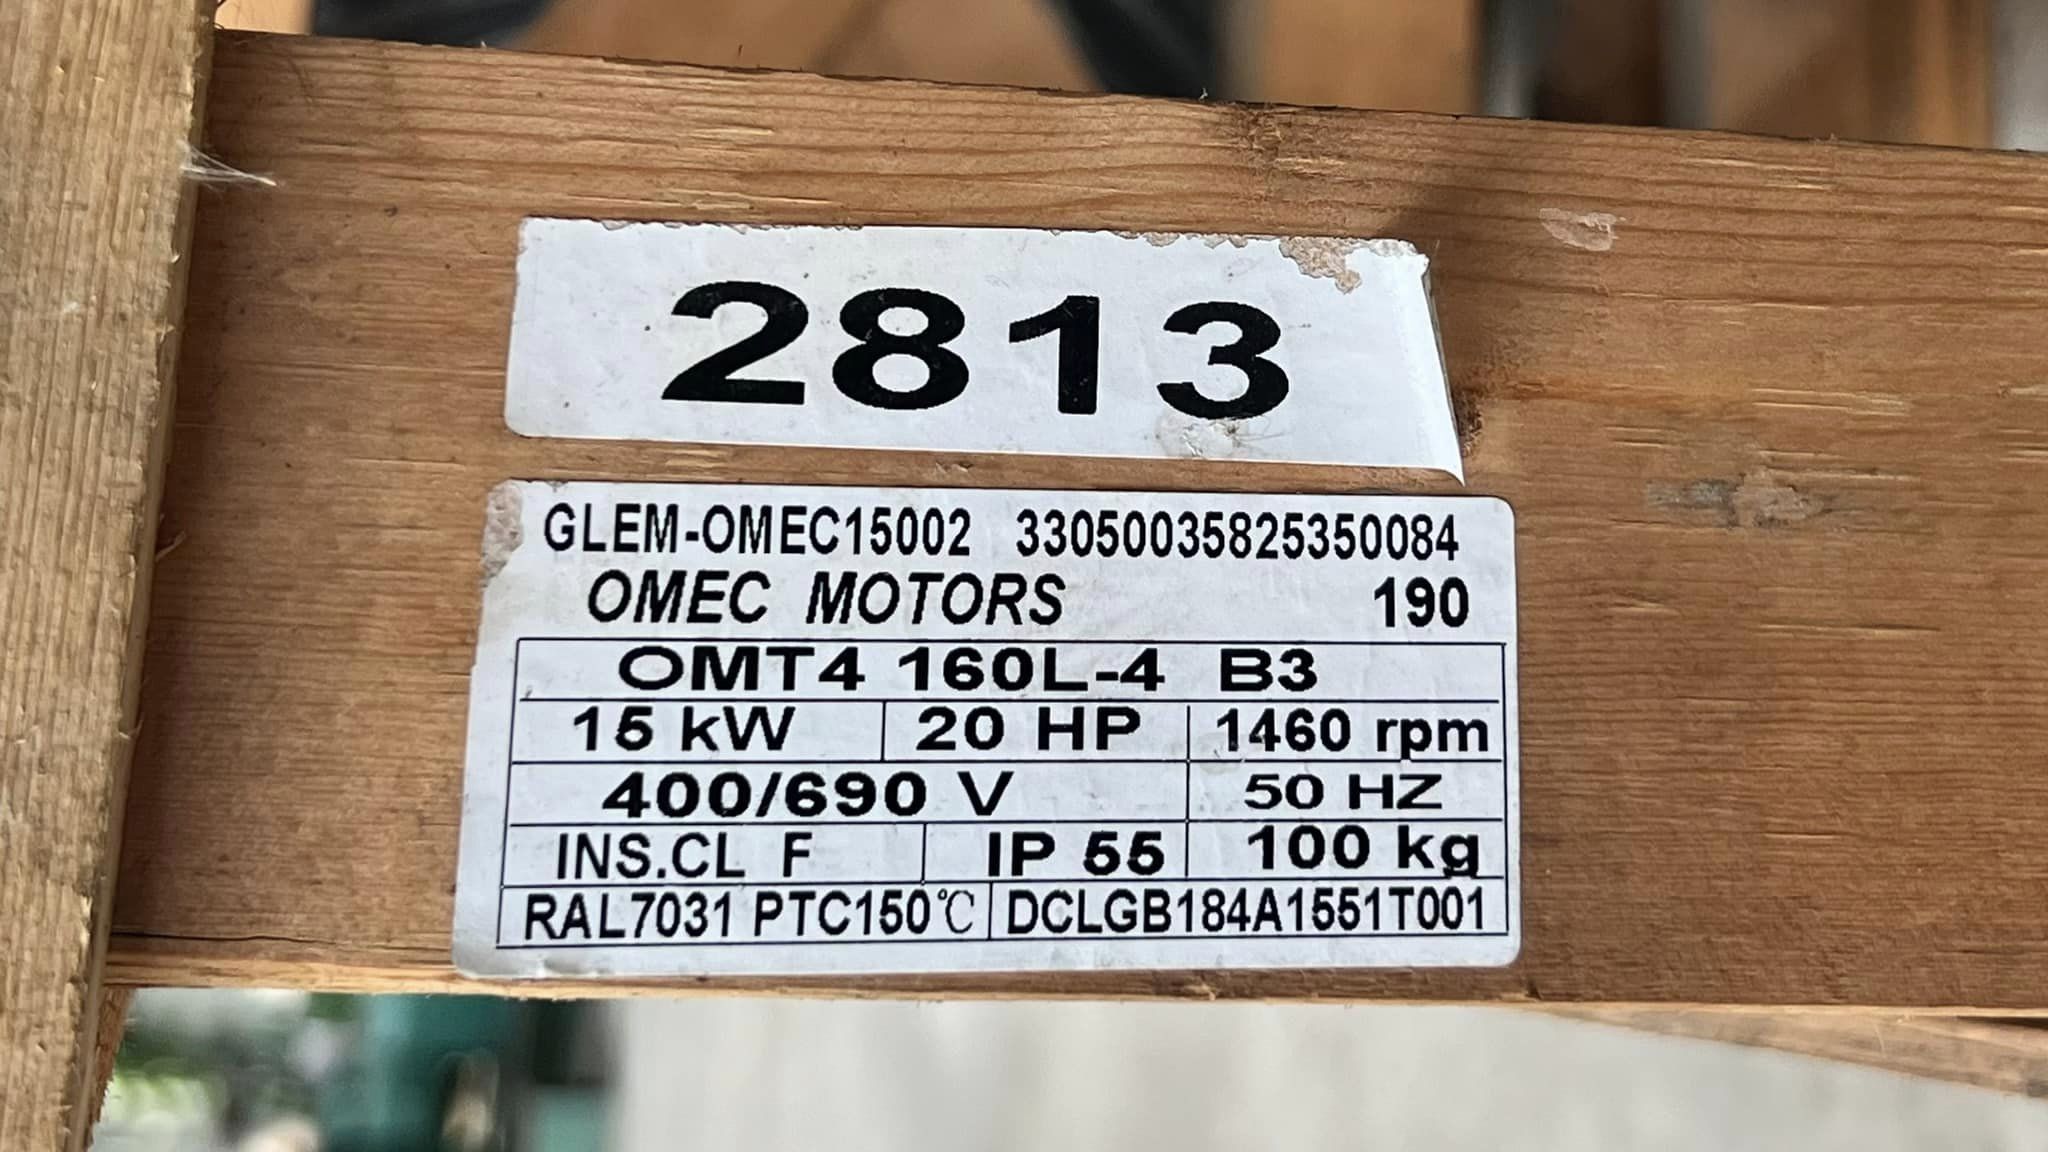 2813
GLEM-OMEC15002 33050035825350084
OMEC MOTORS 190
OMT4 160L-4 B3
15 kW 20 HP 1460 rpm
400/690 V 50 HZ
INS.CL F IP 55 100 kg
RAL7031 PTC150℃ DCLGB184A1551T001